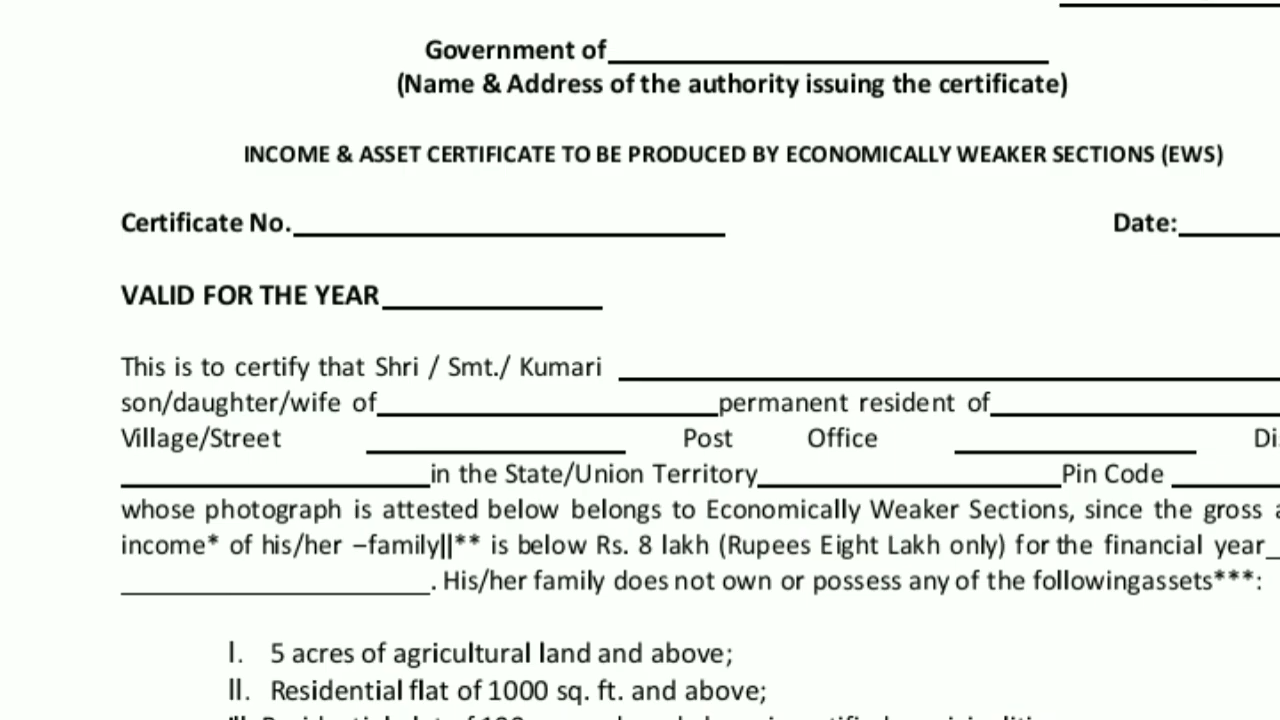 Government of
(Name & Address of the authority issuing the certificate)
INCOME & ASSET CERTIFICATE TO BE PRODUCED BY ECONOMICALLY WEAKER SECTIONS (EWS)
Certificate No. Date:
VALID FOR THE YEAR
This is to certify that Shri / Smt./ Kumari
son/daughter/wife of permanent resident of
Village/Street Post Office
in the State/Union Territory Pin Code
whose photograph is attested below belongs to Economically Weaker Sections, since the gross
income* of his/her –family||** is below Rs. 8 lakh (Rupees Eight Lakh only) for the financial year
. His/her family does not own or possess any of the followingassets***:
I. 5 acres of agricultural land and above;
II. Residential flat of 1000 sq. ft. and above;